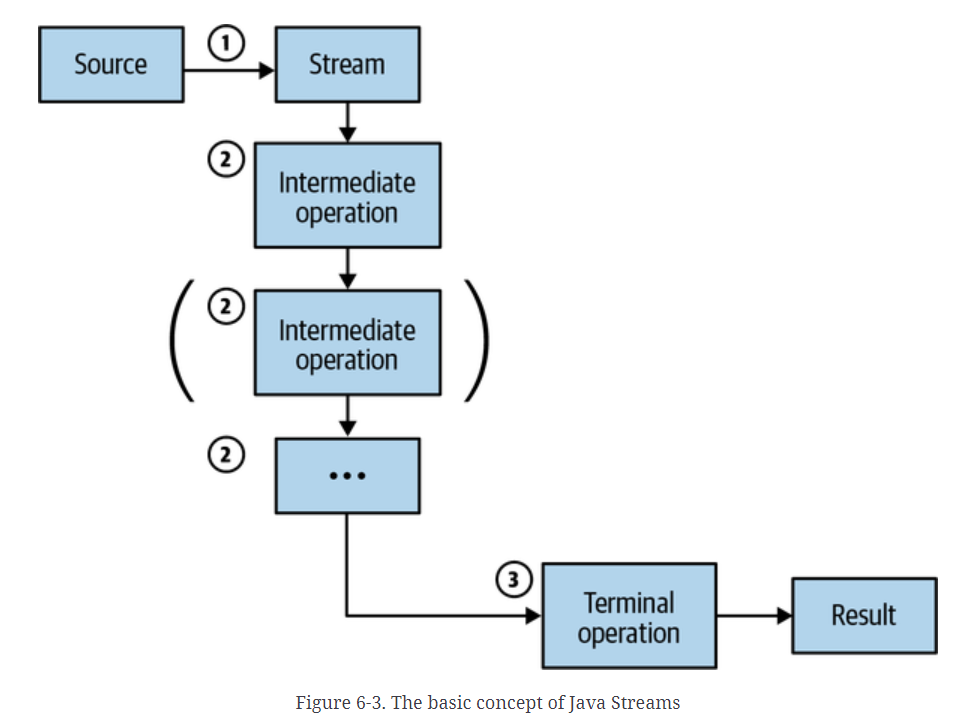 Source
1
Stream
2
Intermediate
operation
2
Intermediate
operation
2
•••
3
Terminal
operation
Result
Figure 6-3. The basic concept of Java Streams